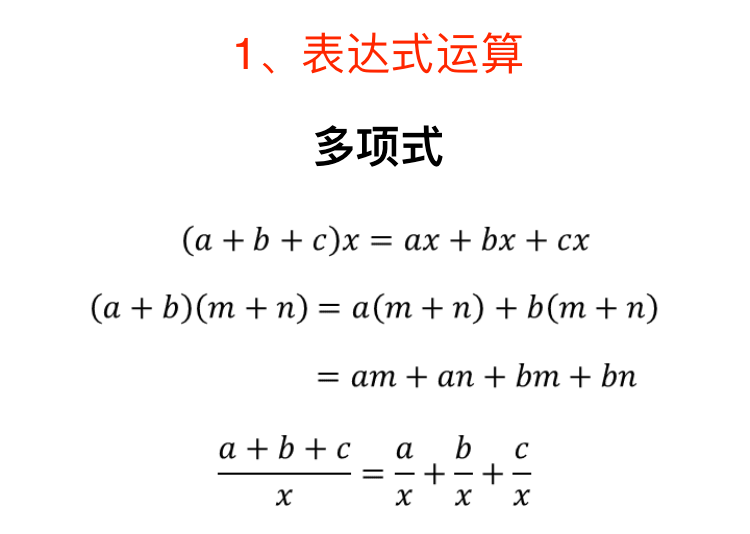 1、表达式运算
多项式
(a + b + c)x = ax + bx + cx
(a + b)(m + n) = a(m + n) + b(m + n)
= am + an + bm + bn
\frac{a + b + c}{x} = \frac{a}{x} + \frac{b}{x} + \frac{c}{x}